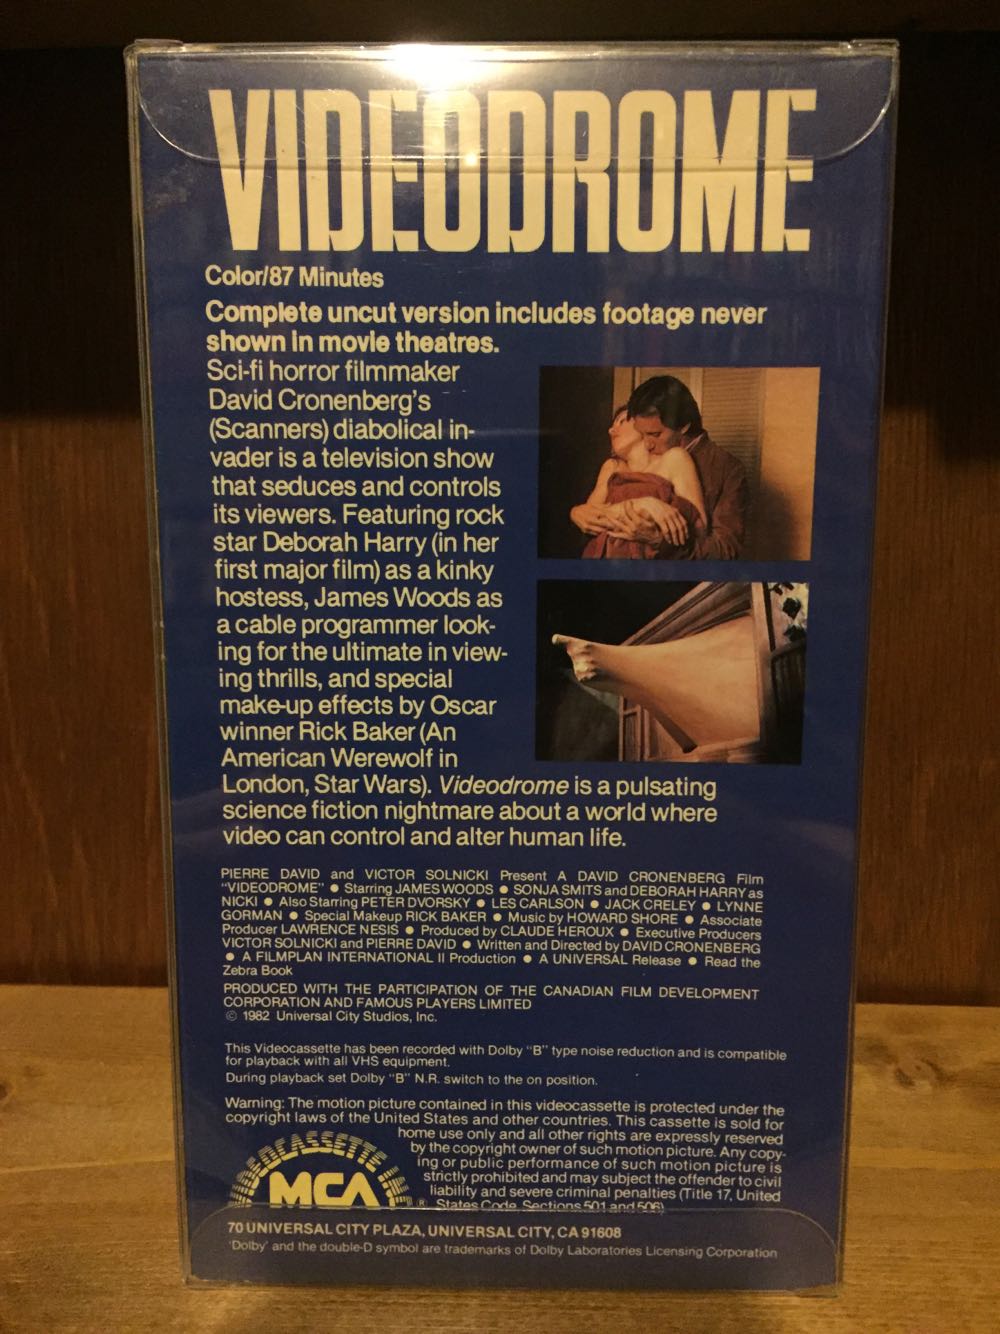 VIDEODROME
Color/87 Minutes
Complete uncut version includes footage never
shown in movie theatres.
Sci-fi horror filmmaker
David Cronenberg's
(Scanners) diabolical in-
vader is a television show
that seduces and controls
its viewers. Featuring rock
star Deborah Harry (in her
first major film) as a kinky
hostess, James Woods as
a cable programmer look-
ing for the ultimate in view-
ing thrills, and special
make-up effects by Oscar
winner Rick Baker (An
American Werewolf in
London, Star Wars). Videodrome is a pulsating
science fiction nightmare about a world where
video can control and alter human life.
PIERRE DAVID and VICTOR SOLNICKI Present A DAVID CRONENBERG Film
"VIDEODROME" ● Starring JAMES WOODS ● SONJA SMITS and DEBORAH HARRY as
NICKI ● Also Starring PETER DVORSKY ● LES CARLSON ● JACK CRELEY ● LYNNE
GORMAN ● Special Makeup RICK BAKER ● Music by HOWARD SHORE ● Associate
Producer LAWRENCE NESIS ● Produced by CLAUDE HEROUX ● Executive Producers
VICTOR SOLNICKI and PIERRE DAVID ● Written and Directed by DAVID CRONENBERG
● A FILMPLAN INTERNATIONAL II Production ● A UNIVERSAL Release ● Read the
Zebra Book
PRODUCED WITH THE PARTICIPATION OF THE CANADIAN FILM DEVELOPMENT
CORPORATION AND FAMOUS PLAYERS LIMITED
© 1982 Universal City Studios, Inc.
This Videocassette has been recorded with Dolby "B" type noise reduction and is compatible
for playback with all VHS equipment.
During playback set Dolby "B" N.R. switch to the on position.
Warning: The motion picture contained in this videocassette is protected under the
copyright laws of the United States and other countries. This cassette is sold for
home use only and all other rights are expressly reserved
by the copyright owner of such motion picture. Any copy-
ing or public performance of such motion picture is
strictly prohibited and may subject the offender to civil
liability and severe criminal penalties (Title 17, United
States Code, Sections 501 and 506)
VIDEOCASSETTE
MCA
®
70 UNIVERSAL CITY PLAZA, UNIVERSAL CITY, CA 91608
'Dolby' and the double-D symbol are trademarks of Dolby Laboratories Licensing Corporation